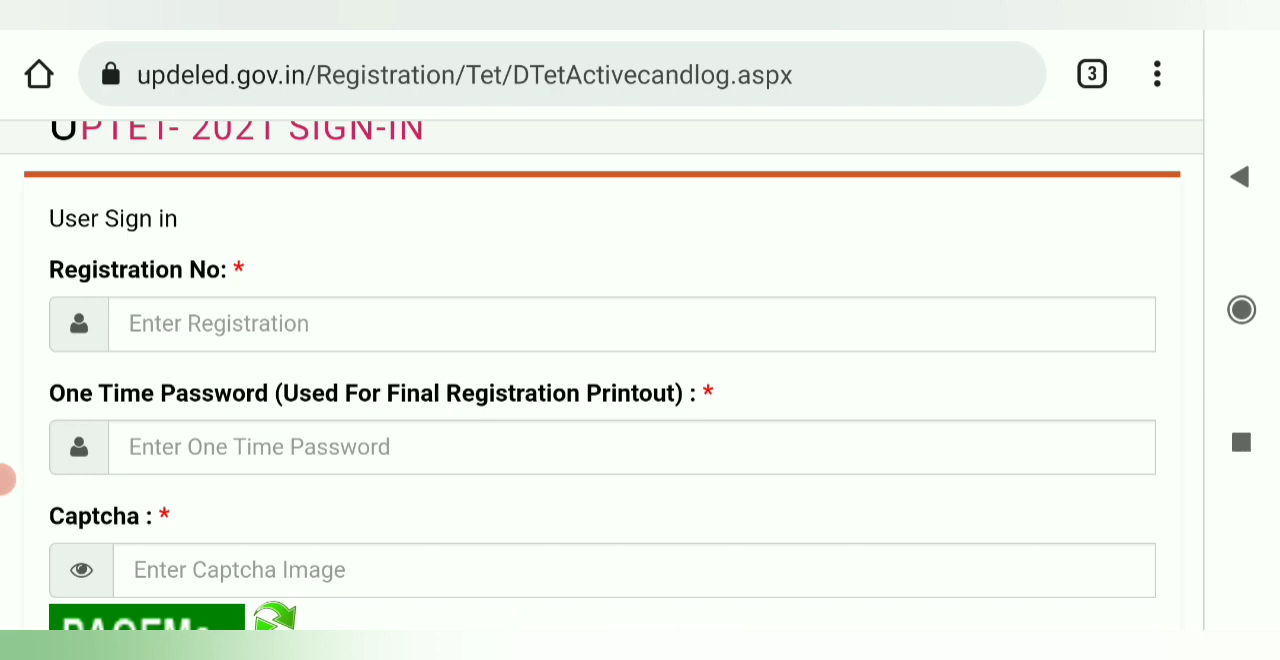 updeled.gov.in/Registration/Tet/DTetActivecandlog.aspx
3
UPTET- 2021 SIGN-IN
User Sign in
Registration No: *
Enter Registration
One Time Password (Used For Final Registration Printout) : *
Enter One Time Password
Captcha : *
Enter Captcha Image